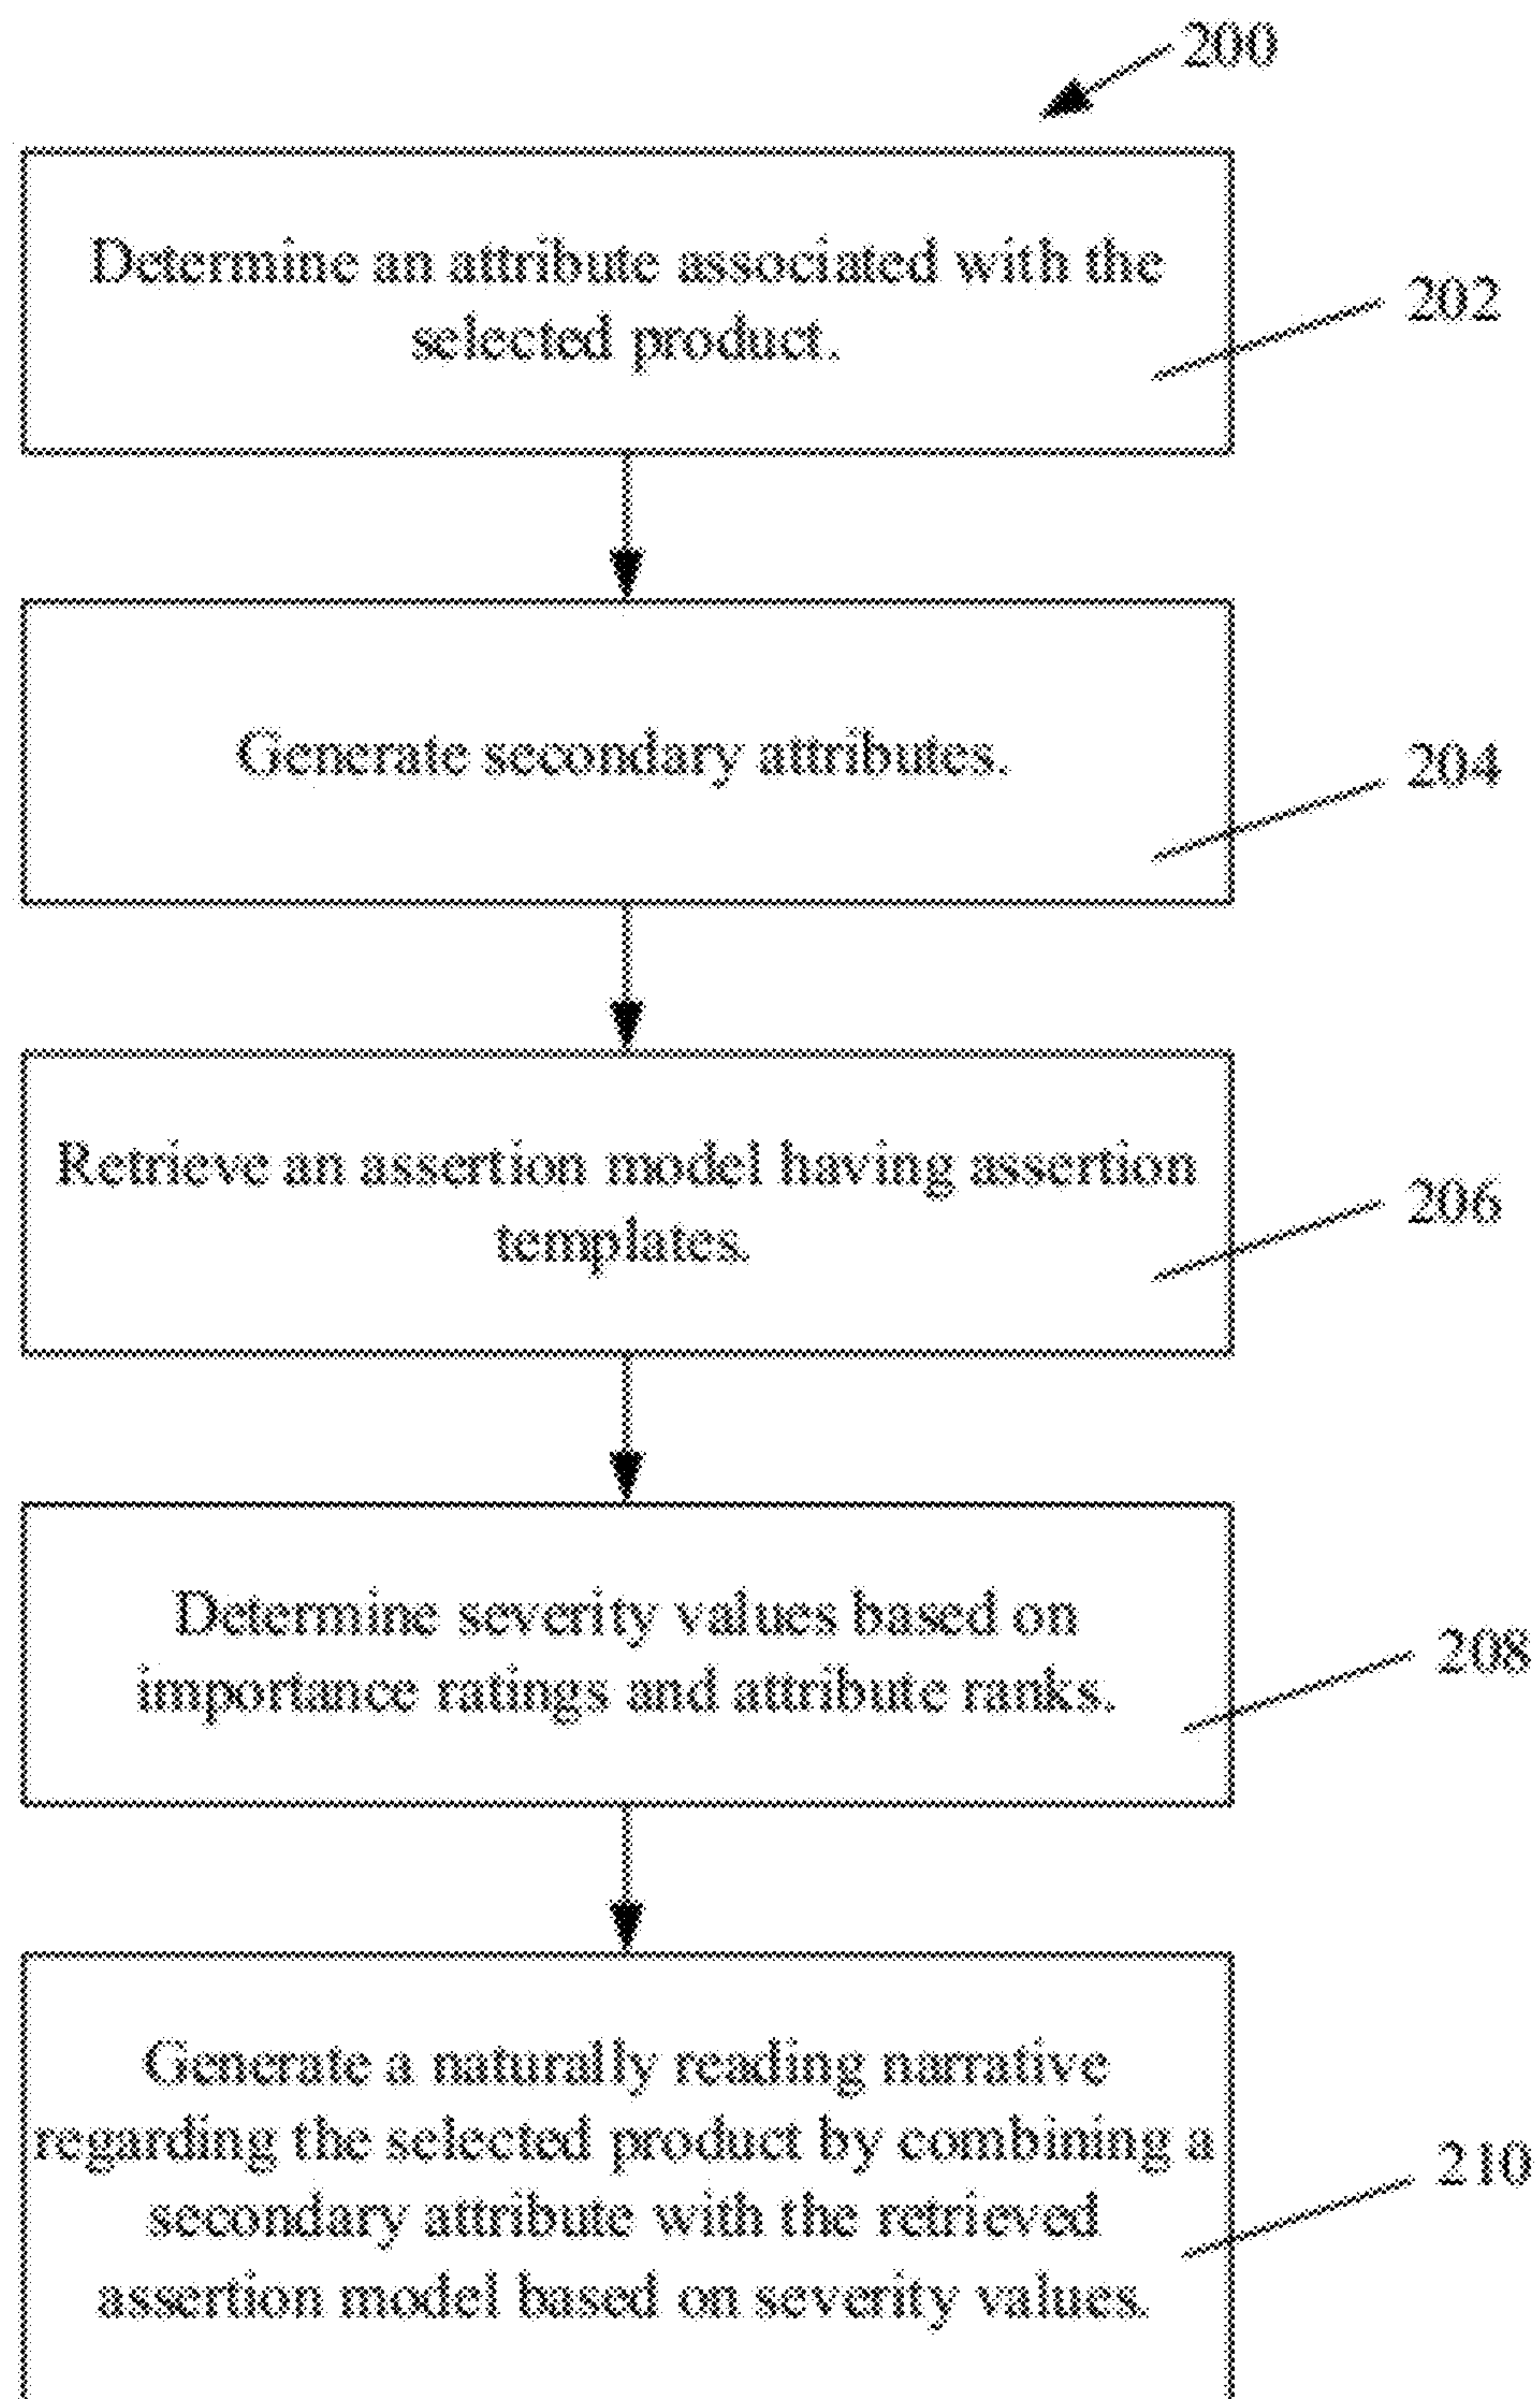 200
Determine an attribute associated with the
selected product.
202
Generate secondary attributes.
204
Retrieve an assertion model having assertion
templates.
206
Determine severity values based on
importance ratings and attribute ranks.
208
Generate a naturally reading narrative
regarding the selected product by combining a
secondary attribute with the retrieved
assertion model based on severity values.
210